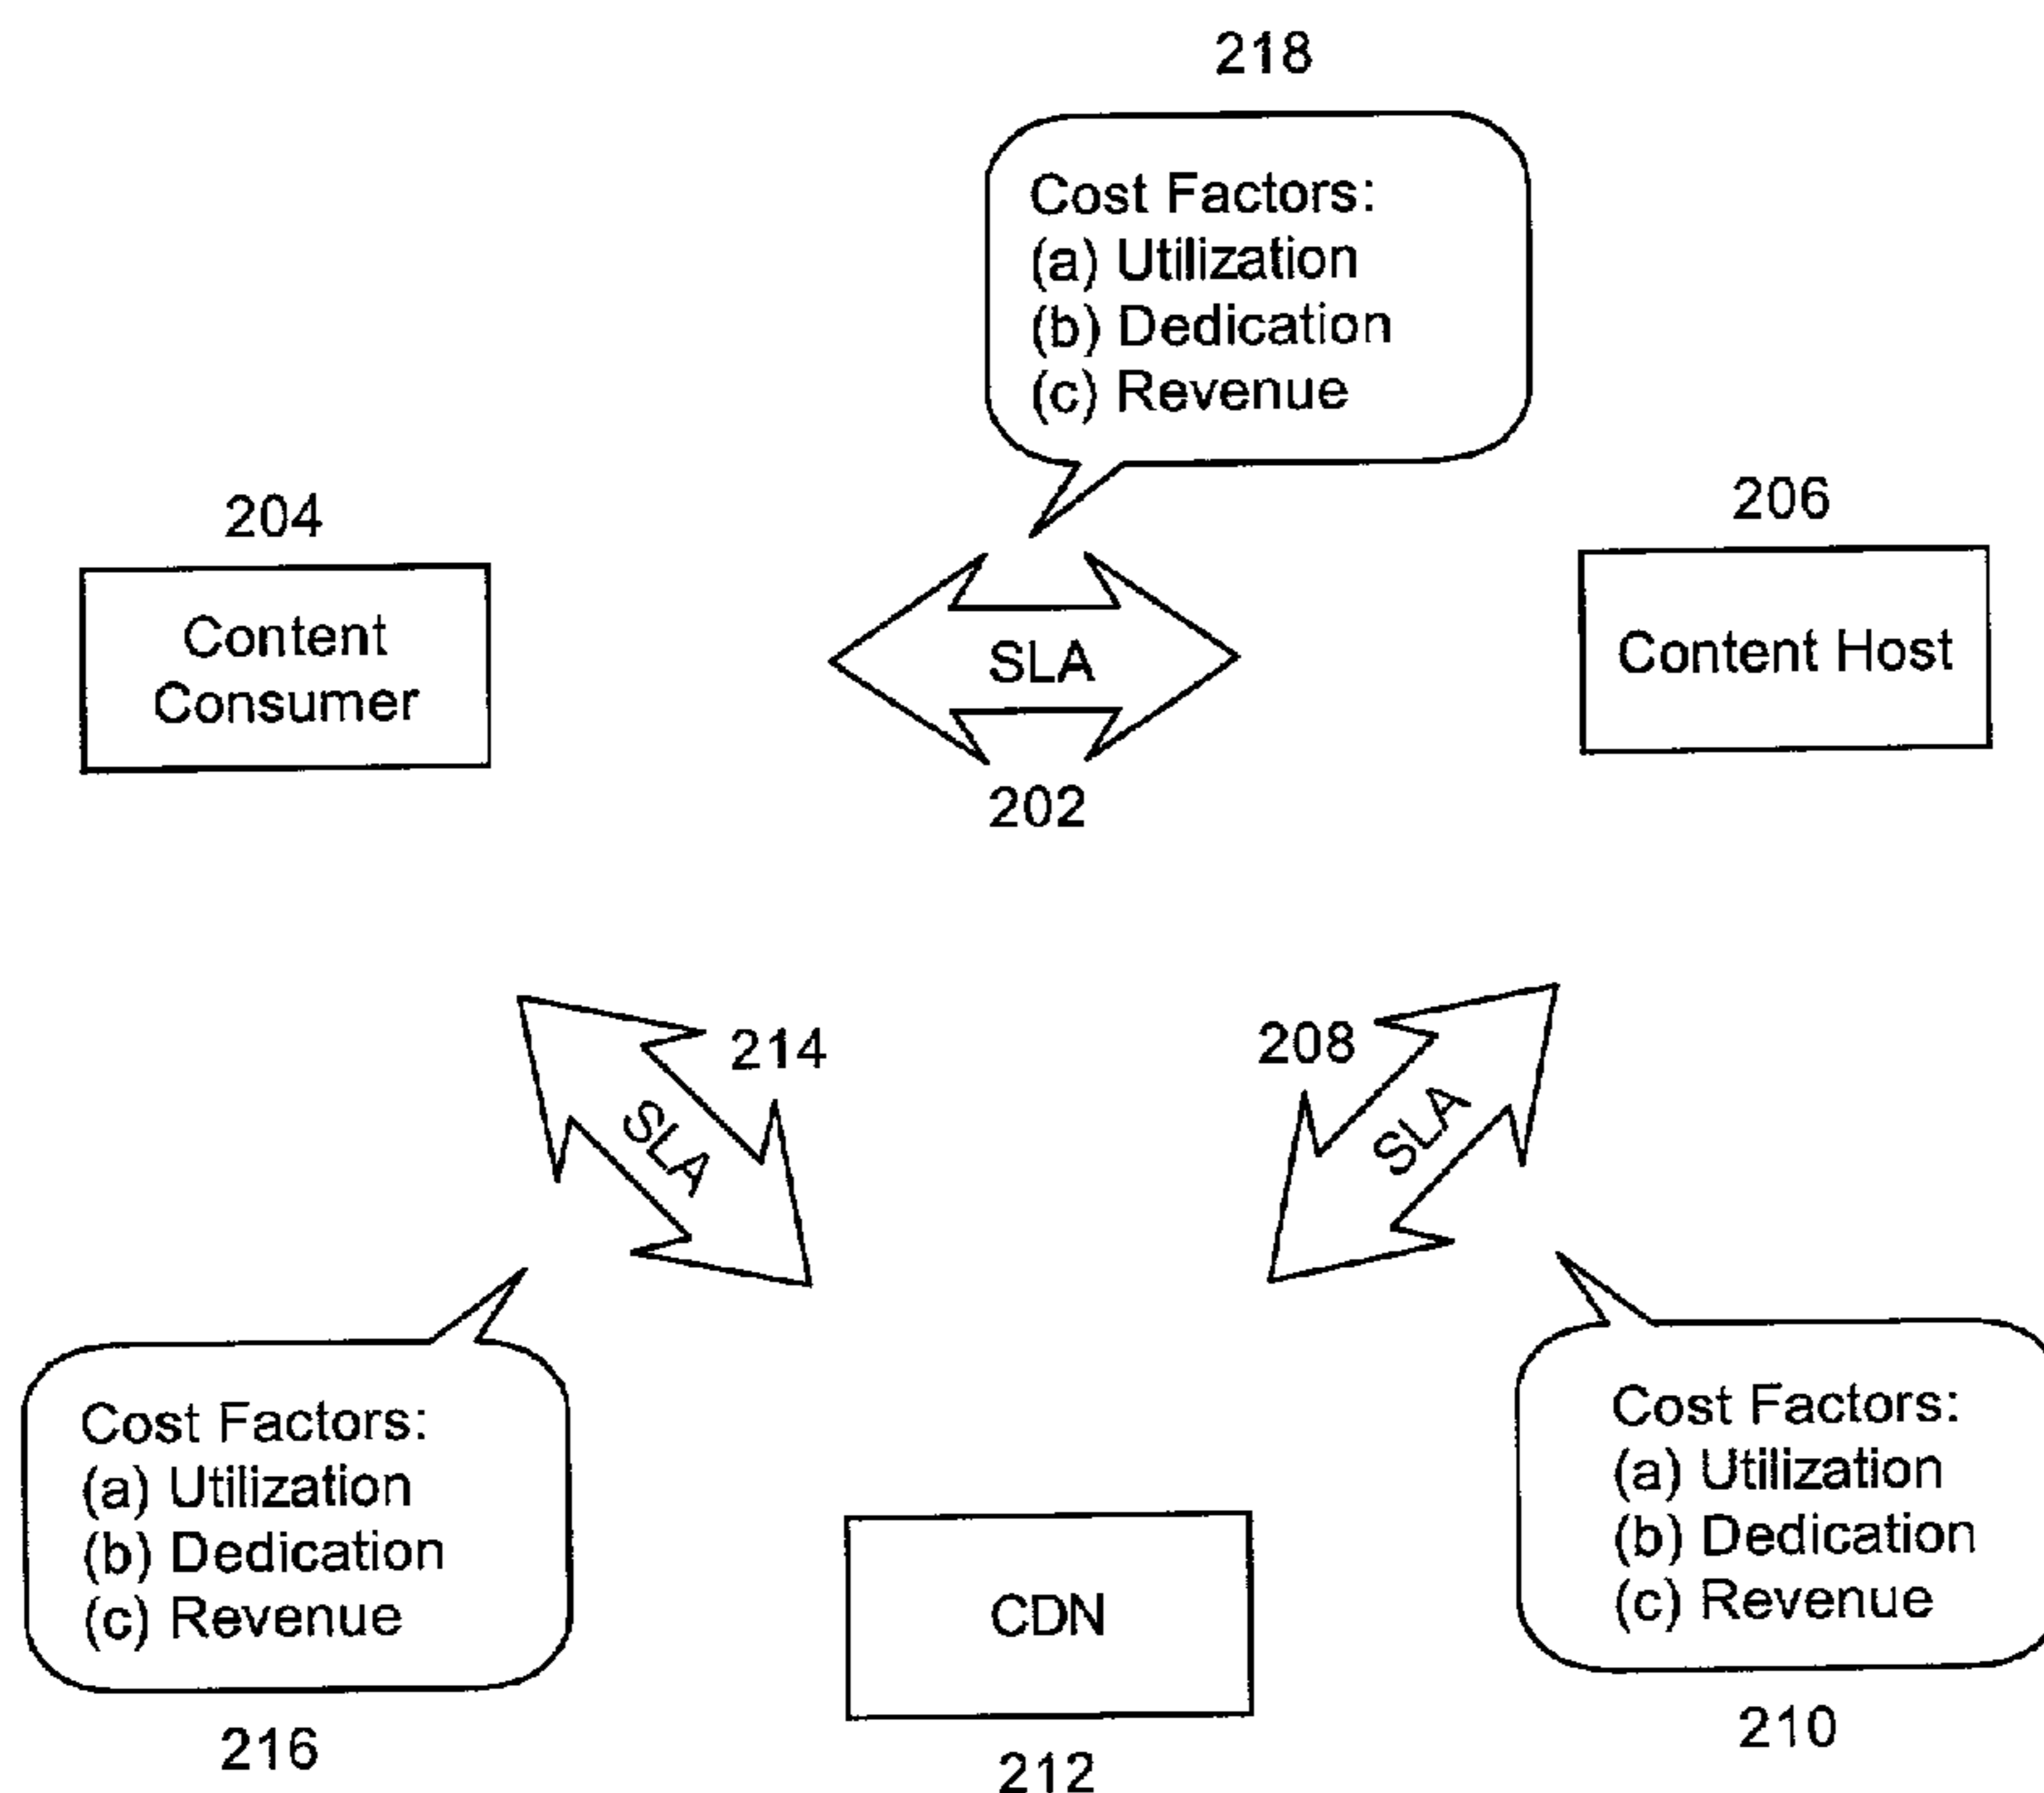 218
Cost Factors:
(a) Utilization
(b) Dedication
(c) Revenue
204
206
Content
Consumer
SLA
Content Host
202
214
208
SLA
SLA
Cost Factors:
(a) Utilization
(b) Dedication
(c) Revenue
216
CDN
212
Cost Factors:
(a) Utilization
(b) Dedication
(c) Revenue
210